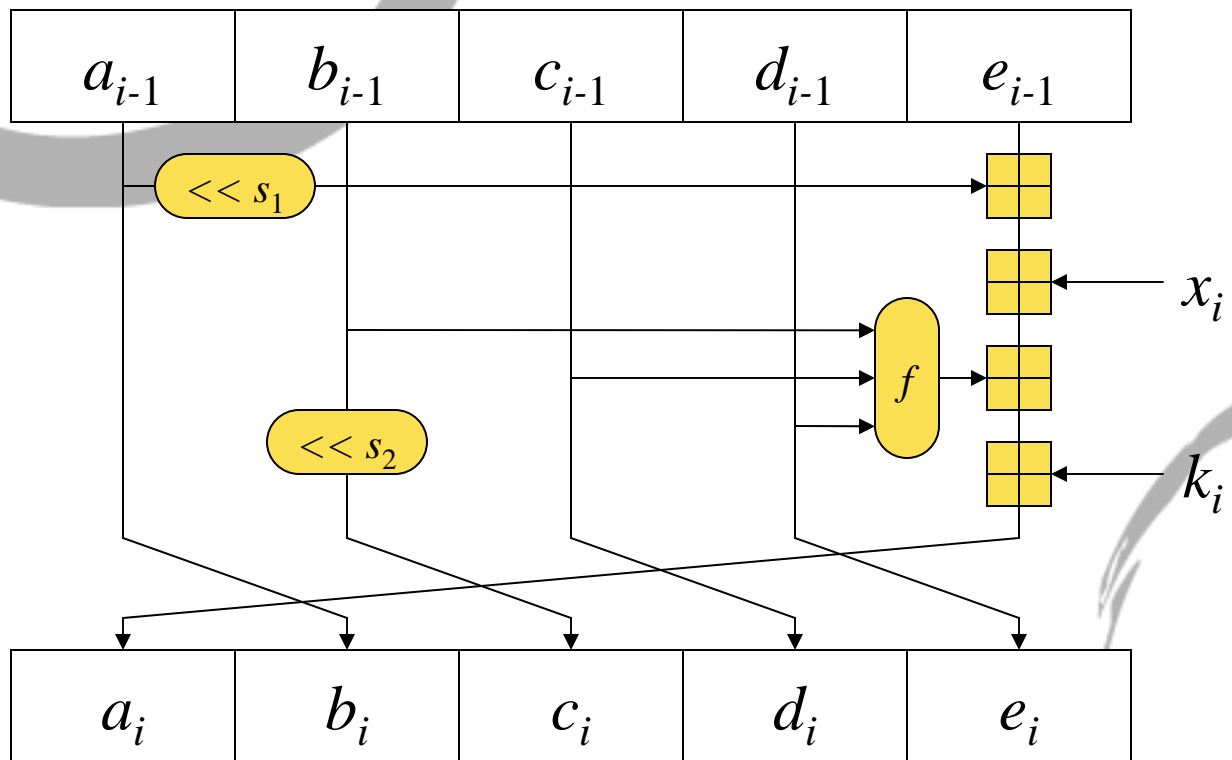 a_{i-1} b_{i-1} c_{i-1} d_{i-1} e_{i-1}
<< s_1
x_i
f
<< s_2
k_i
a_i b_i c_i d_i e_i